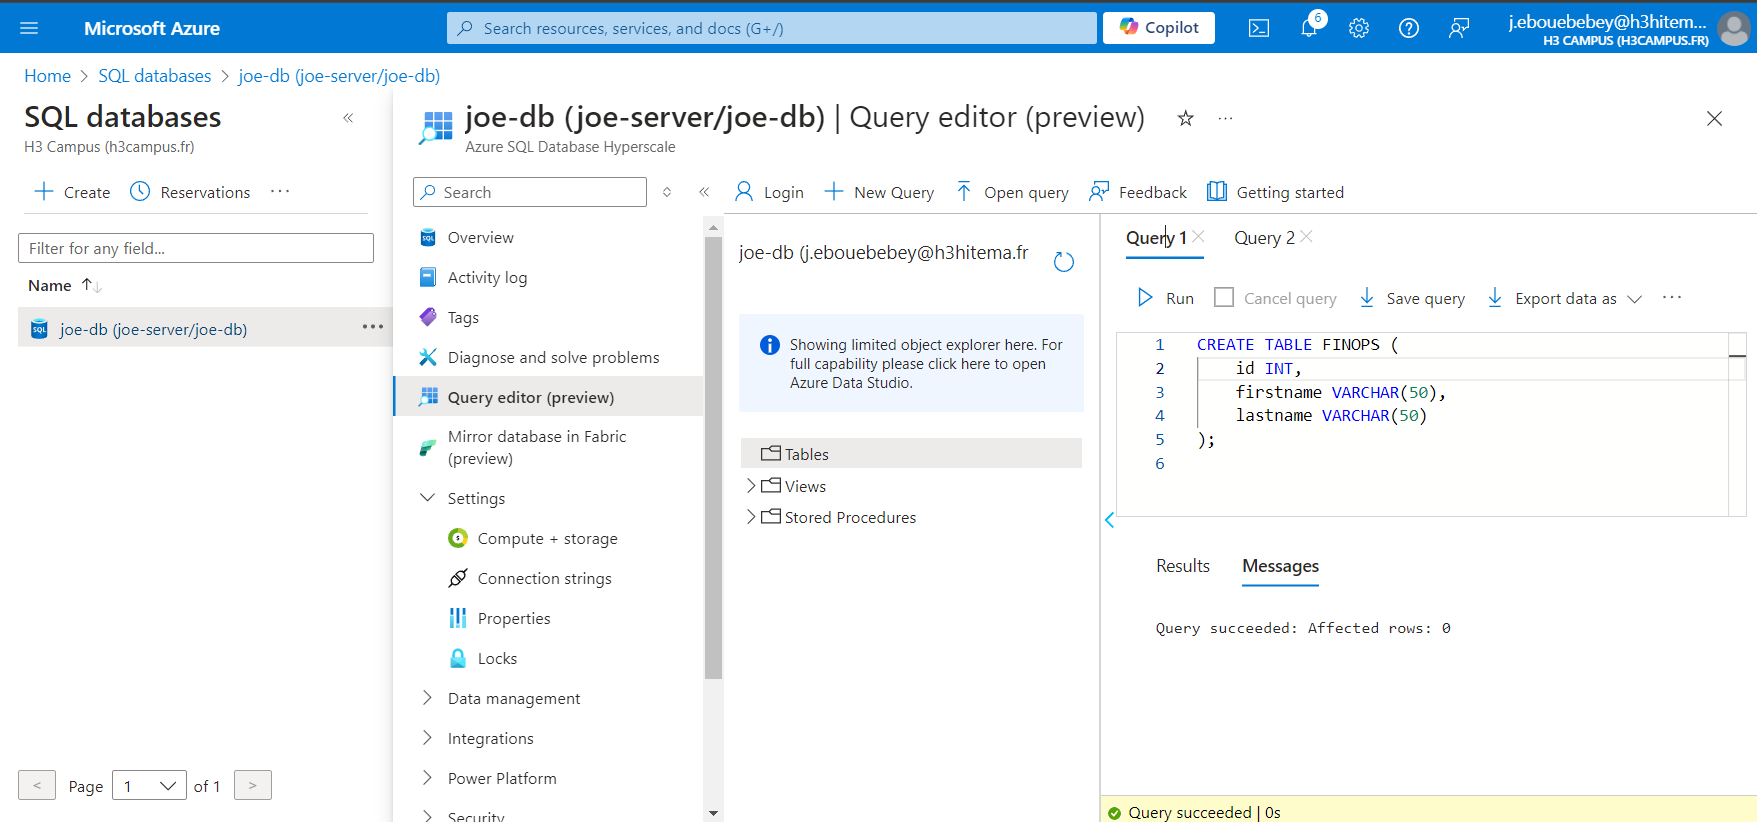 Microsoft Azure
Search resources, services, and docs (G+/)
Copilot
6
j.ebouebebey@h3hitem...
H3 CAMPUS (H3CAMPUS.FR)
Home > SQL databases > joe-db (joe-server/joe-db)
SQL databases
H3 Campus (h3campus.fr)
Create
Reservations
Filter for any field...
Name
joe-db (joe-server/joe-db)
Page 1 of 1
joe-db (joe-server/joe-db) | Query editor (preview)
Azure SQL Database Hyperscale
Search
Overview
Activity log
Tags
Diagnose and solve problems
Query editor (preview)
Mirror database in Fabric
(preview)
Settings
Compute + storage
Connection strings
Properties
Locks
Data management
Integrations
Power Platform
Security
Login
New Query
Open query
Feedback
Getting started
joe-db (j.ebouebebey@h3hitema.fr
Showing limited object explorer here. For
full capability please click here to open
Azure Data Studio.
Tables
Views
Stored Procedures
Query 1
Query 2
Run
Cancel query
Save query
Export data as
1 CREATE TABLE FINOPS (
2 id INT,
3 firstname VARCHAR(50),
4 lastname VARCHAR(50)
5 );
6
Results
Messages
Query succeeded: Affected rows: 0
Query succeeded | 0s